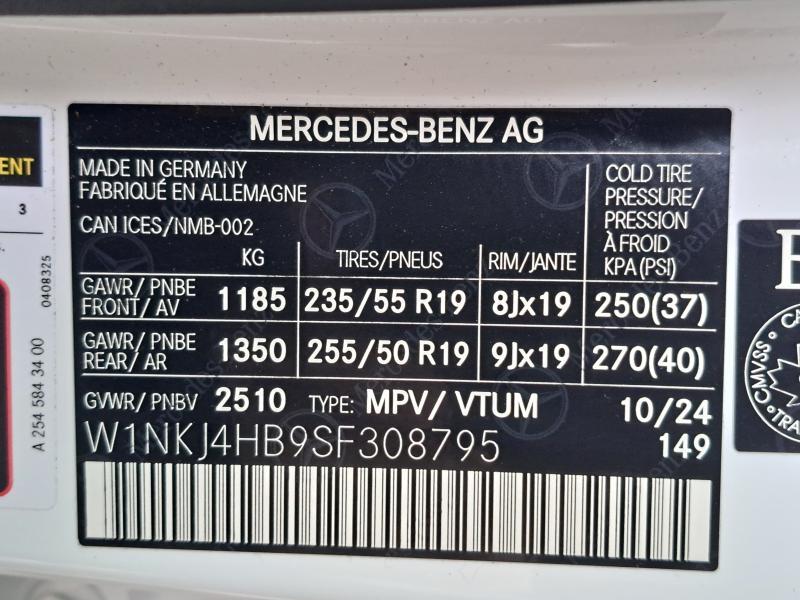 MERCEDES-BENZ AG
MADE IN GERMANY
FABRIQUÉ EN ALLEMAGNE
CAN ICES/NMB-002
COLD TIRE
PRESSURE/
PRESSION
À FROID
KPA(PSI)
KG TIRES/PNEUS RIM/JANTE
GAWR/ PNBE
FRONT/ AV 1185 235/55 R19 8Jx19 250(37)
GAWR/ PNBE
REAR/ AR 1350 255/50 R19 9Jx19 270(40)
GVWR/ PNBV 2510 TYPE: MPV/ VTUM 10/24
W1NKJ4HB9SF308795 149
ENT
3
0408325
A 254 584 34 00
CMVSS